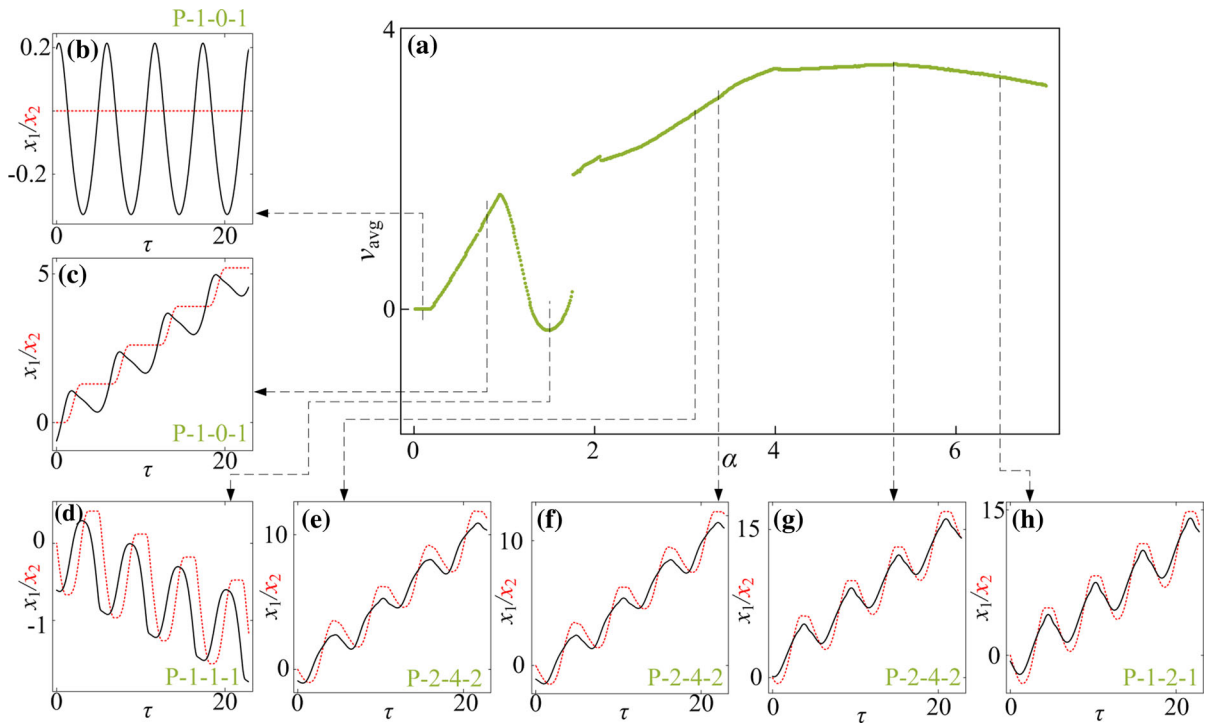 P-1-0-1
(b)
0.2
-0.2
x₁/x₂
0
20
τ
(a)
4
0
v_avg
0
2
4
6
α
(c)
5
0
x₁/x₂
P-1-0-1
0
20
τ
(d)
0
-1
x₁/x₂
P-1-1-1
0
20
τ
(e)
10
0
x₁/x₂
P-2-4-2
0
20
τ
(f)
10
0
x₁/x₂
P-2-4-2
0
20
τ
(g)
15
0
x₁/x₂
P-2-4-2
0
20
τ
(h)
15
0
x₁/x₂
P-1-2-1
0
20
τ